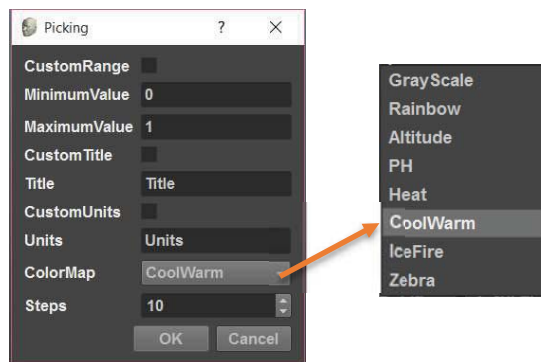 Picking ? ×
CustomRange
MinimumValue 0
MaximumValue 1
CustomTitle
Title Title
CustomUnits
Units Units
ColorMap CoolWarm
Steps 10
OK Cancel
GrayScale
Rainbow
Altitude
PH
Heat
CoolWarm
IceFire
Zebra